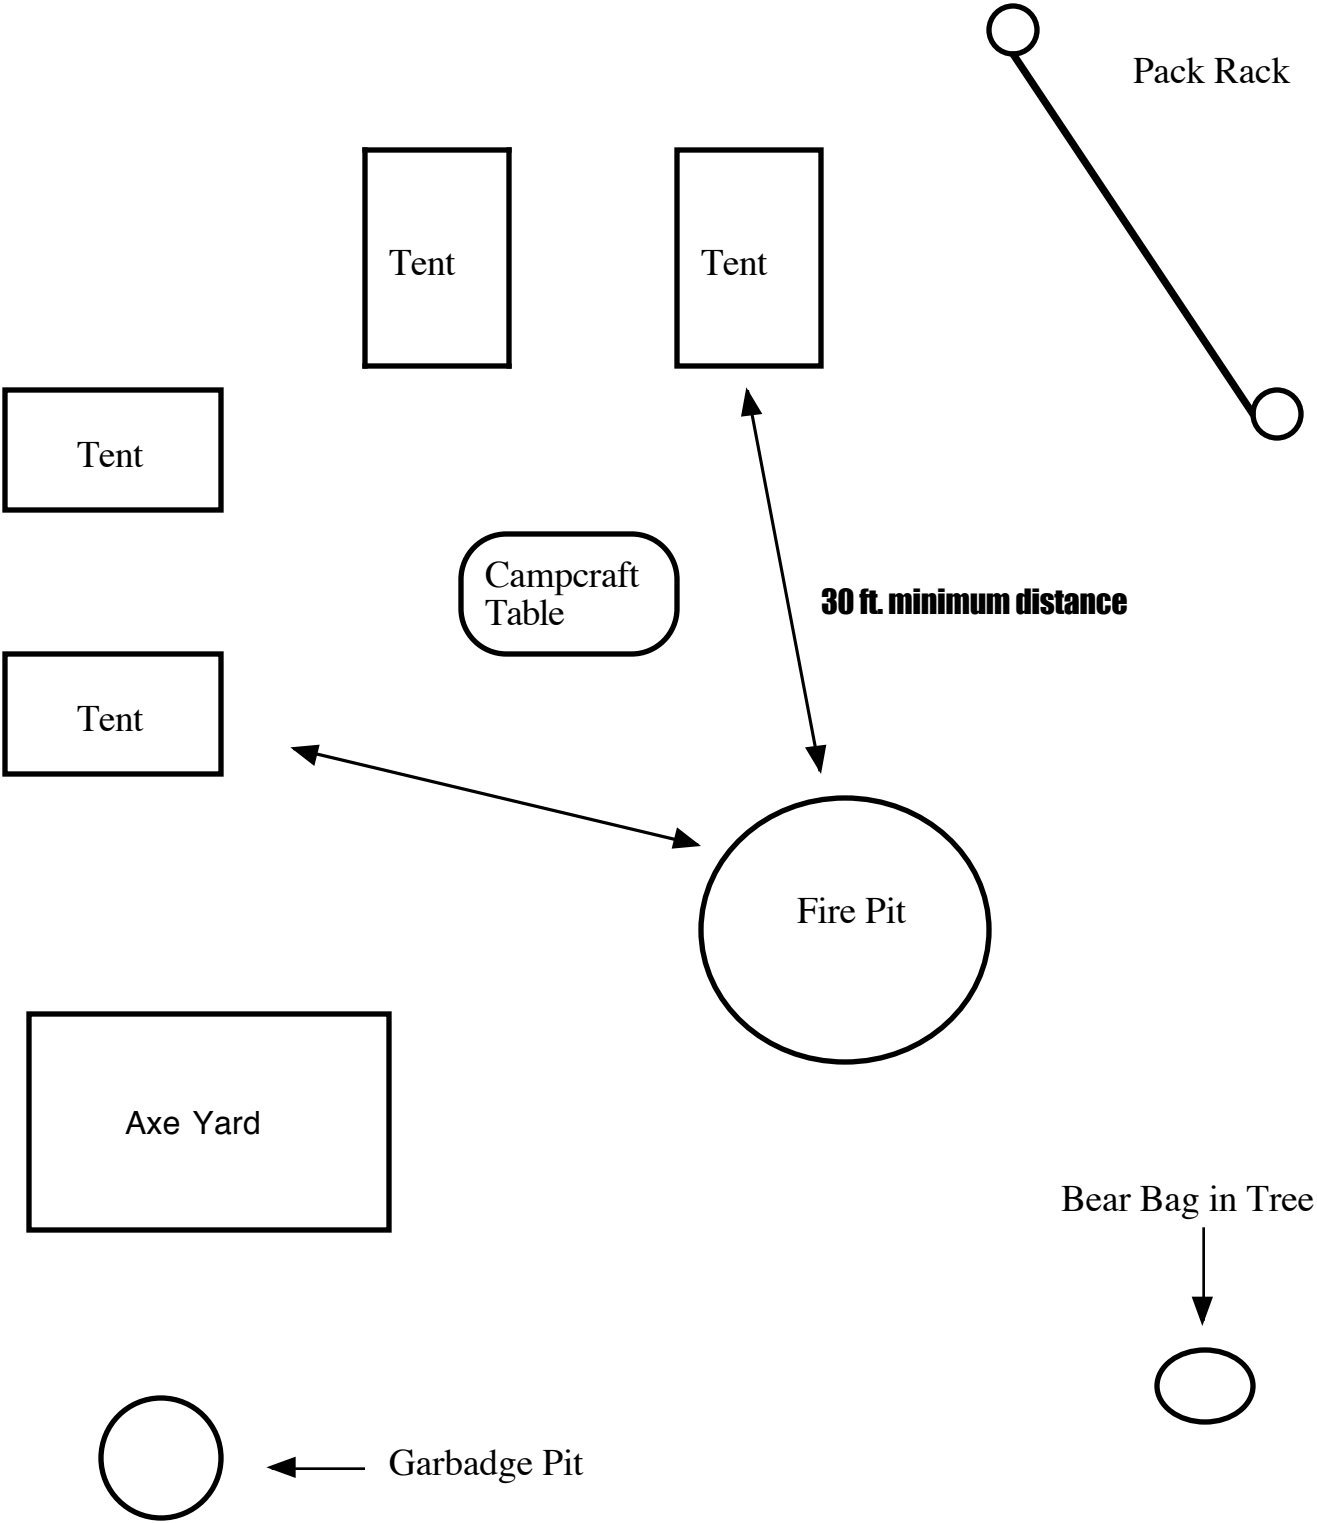 Pack Rack
Tent
Tent
Tent
Campcraft
Table
30 ft. minimum distance
Tent
Fire Pit
Axe Yard
Bear Bag in Tree
Garbadge Pit